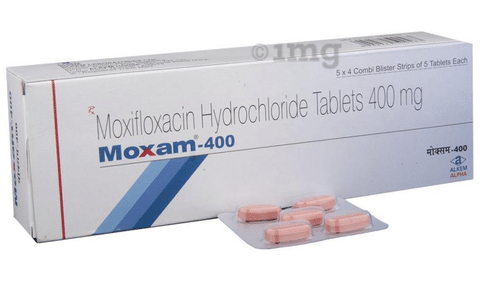 ©1mg
5 x 4 Combi Blister Strips of 5 Tablets Each
Rx
Moxifloxacin Hydrochloride Tablets 400 mg
Moxam®-400
मोक्सम-400
a
ALKEM
ALPHA